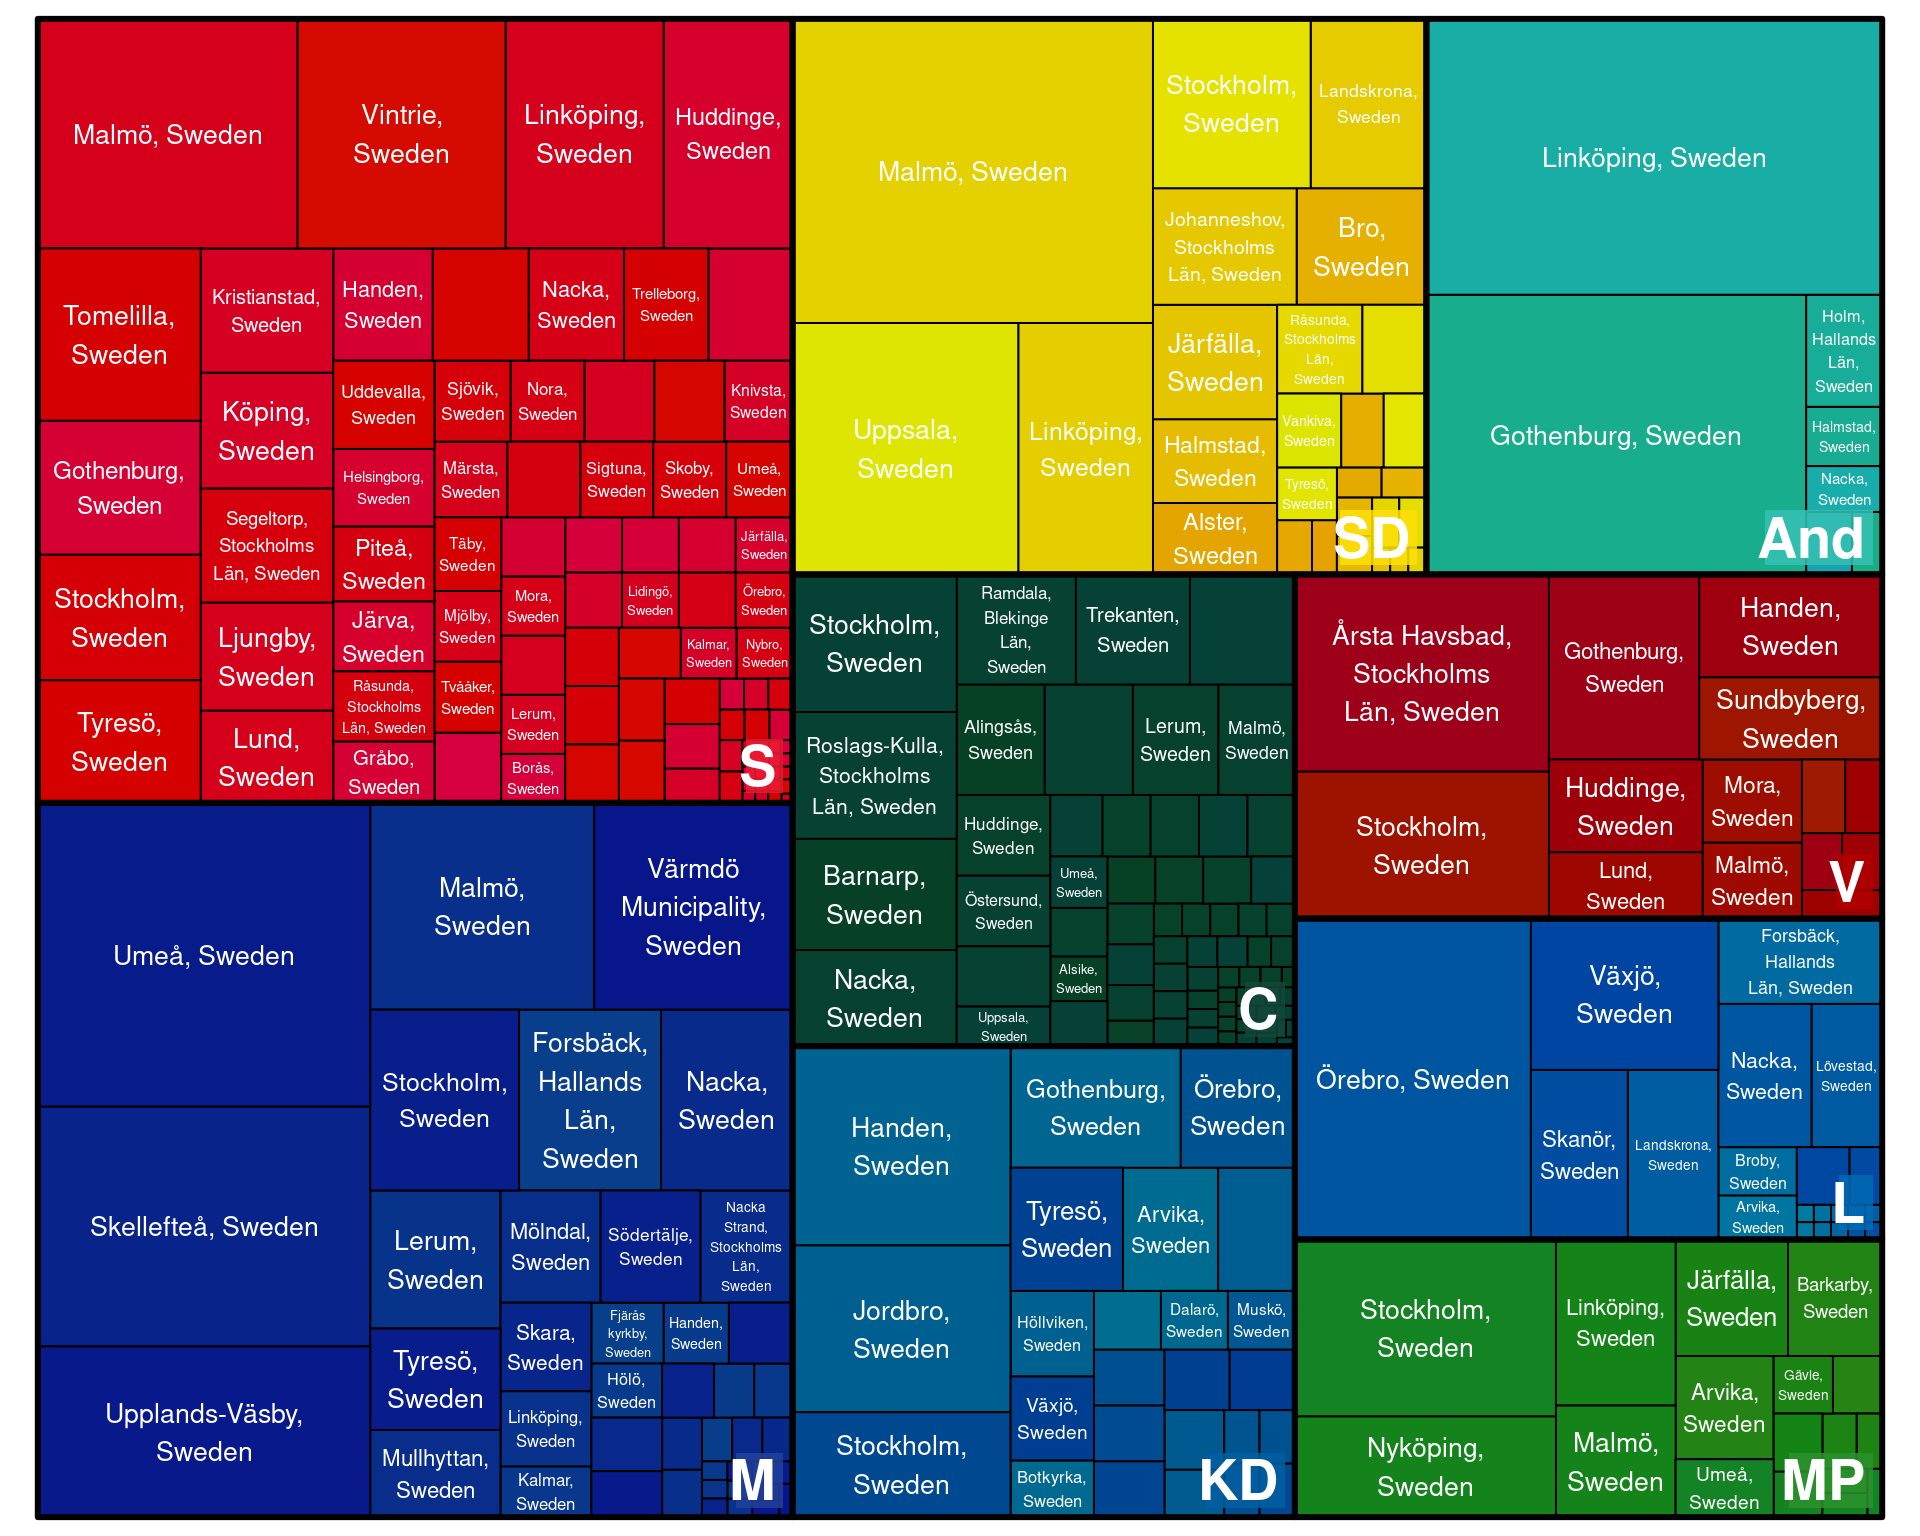 Malmö, Sweden
Vintrie,
Sweden
Linköping,
Sweden
Huddinge,
Sweden
Tomelilla,
Sweden
Kristianstad,
Sweden
Handen,
Sweden
Nacka,
Sweden
Trelleborg,
Sweden
Gothenburg,
Sweden
Köping,
Sweden
Uddevalla,
Sweden
Sjövik,
Sweden
Nora,
Sweden
Knivsta,
Sweden
Helsingborg,
Sweden
Märsta,
Sweden
Sigtuna,
Sweden
Skoby,
Sweden
Umeå,
Sweden
Stockholm,
Sweden
Segeltorp,
Stockholms
Län, Sweden
Piteå,
Sweden
Täby,
Sweden
Järfälla,
Sweden
Mora,
Sweden
Lidingö,
Sweden
Örebro,
Sweden
Ljungby,
Sweden
Järva,
Sweden
Mjölby,
Sweden
Kalmar,
Sweden
Nybro,
Sweden
Tyresö,
Sweden
Lund,
Sweden
Råsunda,
Stockholms
Län, Sweden
Tvååker,
Sweden
Lerum,
Sweden
Gråbo,
Sweden
Borås,
Sweden
S
Malmö, Sweden
Stockholm,
Sweden
Landskrona,
Sweden
Johanneshov,
Stockholms
Län, Sweden
Bro,
Sweden
Uppsala,
Sweden
Linköping,
Sweden
Järfälla,
Sweden
Råsunda,
Stockholms
Län,
Sweden
Halmstad,
Sweden
Vankiva,
Sweden
Alster,
Sweden
Tyresö,
Sweden
SD
Linköping, Sweden
Gothenburg, Sweden
Holm,
Hallands
Län,
Sweden
Halmstad,
Sweden
Nacka,
Sweden
And
Umeå, Sweden
Malmö,
Sweden
Värmdö
Municipality,
Sweden
Skellefteå, Sweden
Stockholm,
Sweden
Forsbäck,
Hallands
Län,
Sweden
Nacka,
Sweden
Upplands-Väsby,
Sweden
Lerum,
Sweden
Mölndal,
Sweden
Södertälje,
Sweden
Nacka
Strand,
Stockholms
Län,
Sweden
Tyresö,
Sweden
Skara,
Sweden
Fjärås
kyrkby,
Sweden
Handen,
Sweden
Hölö,
Sweden
Mullhyttan,
Sweden
Linköping,
Sweden
Kalmar,
Sweden
M
Stockholm,
Sweden
Ramdala,
Blekinge
Län,
Sweden
Trekanten,
Sweden
Roslags-Kulla,
Stockholms
Län, Sweden
Alingsås,
Sweden
Lerum,
Sweden
Malmö,
Sweden
Barnarp,
Sweden
Huddinge,
Sweden
Umeå,
Sweden
Östersund,
Sweden
Nacka,
Sweden
Alsike,
Sweden
Uppsala,
Sweden
C
Handen,
Sweden
Gothenburg,
Sweden
Örebro,
Sweden
Tyresö,
Sweden
Arvika,
Sweden
Jordbro,
Sweden
Höllviken,
Sweden
Dalarö,
Sweden
Muskö,
Sweden
Växjö,
Sweden
Stockholm,
Sweden
Botkyrka,
Sweden
KD
Årsta Havsbad,
Stockholms
Län, Sweden
Gothenburg,
Sweden
Handen,
Sweden
Sundbyberg,
Sweden
Stockholm,
Sweden
Huddinge,
Sweden
Mora,
Sweden
Lund,
Sweden
Malmö,
Sweden
V
Örebro, Sweden
Växjö,
Sweden
Forsbäck,
Hallands
Län, Sweden
Nacka,
Sweden
Lövestad,
Sweden
Skanör,
Sweden
Landskrona,
Sweden
Broby,
Sweden
Arvika,
Sweden
L
Stockholm,
Sweden
Linköping,
Sweden
Järfälla,
Sweden
Barkarby,
Sweden
Nyköping,
Sweden
Malmö,
Sweden
Arvika,
Sweden
Gävle,
Sweden
Umeå,
Sweden
MP